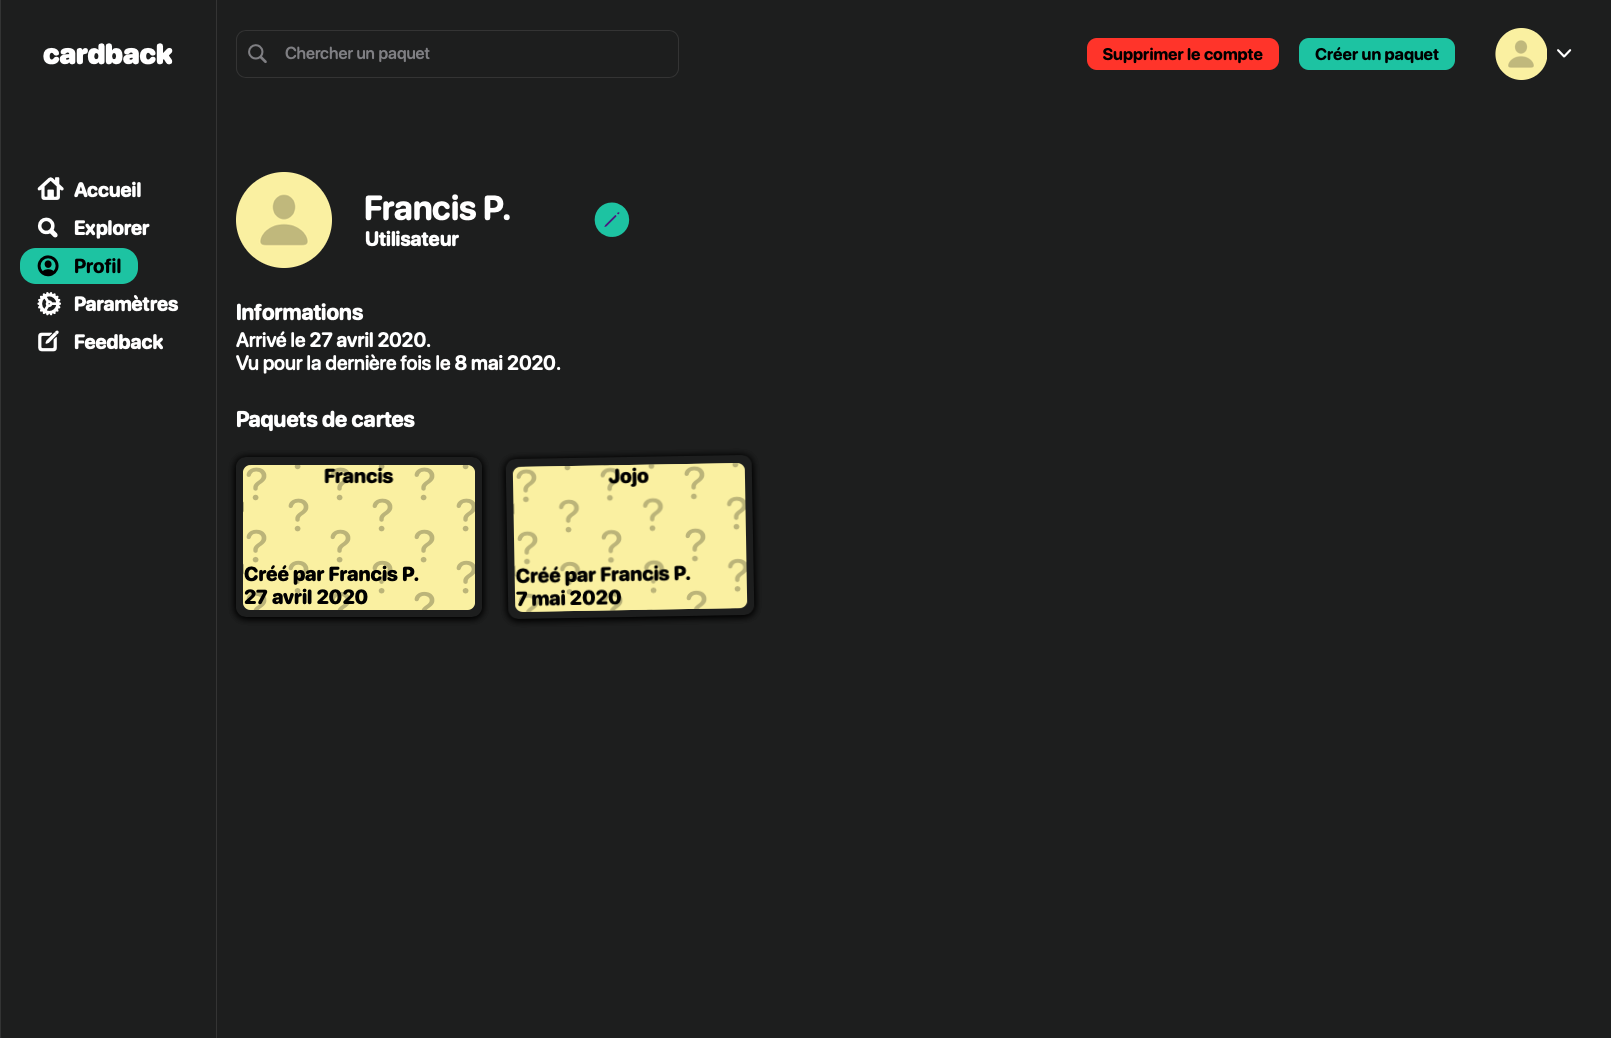 cardback
Chercher un paquet
Supprimer le compte
Créer un paquet
Accueil
Explorer
Profil
Paramètres
Feedback
Francis P.
Utilisateur
Informations
Arrivé le 27 avril 2020.
Vu pour la dernière fois le 8 mai 2020.
Paquets de cartes
Francis
Créé par Francis P.
27 avril 2020
Jojo
Créé par Francis P.
7 mai 2020